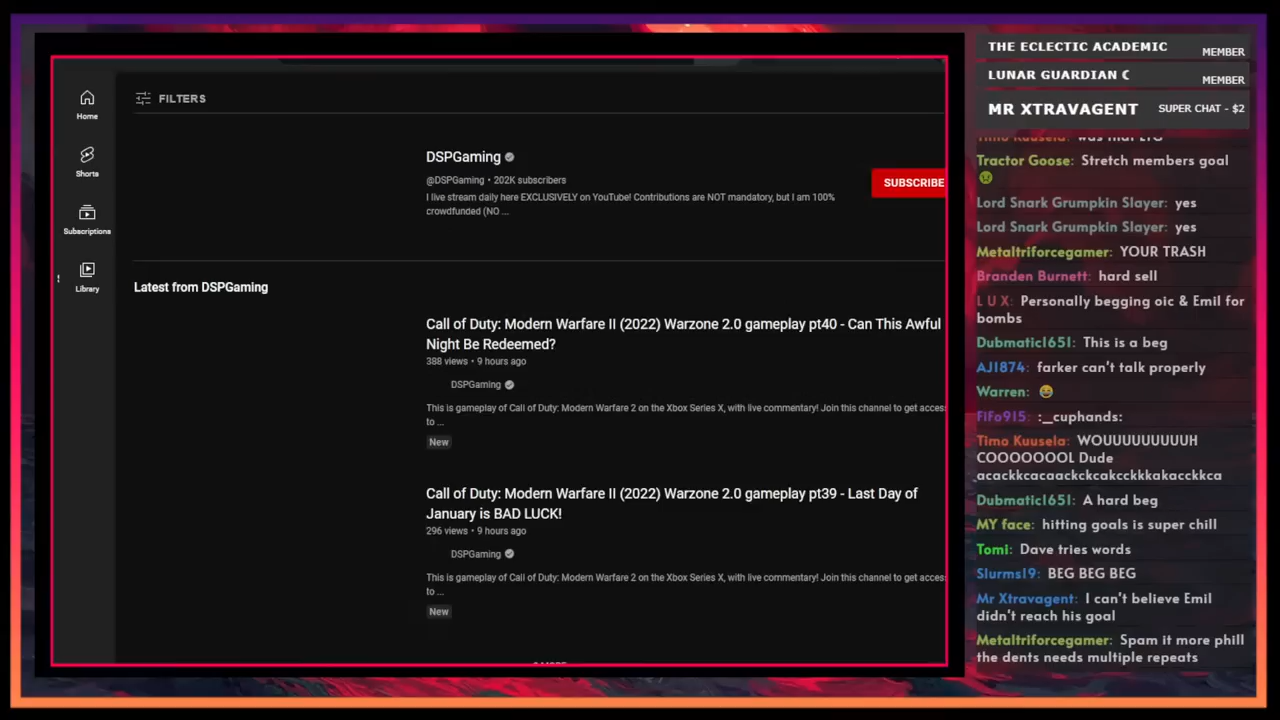 FILTERS
Home
Shorts
Subscriptions
Library
DSPGaming
@DSPGaming • 202K subscribers
I live stream daily here EXCLUSIVELY on YouTube! Contributions are NOT mandatory, but I am 100%
crowdfunded (NO ...
SUBSCRIBE
Latest from DSPGaming
Call of Duty: Modern Warfare II (2022) Warzone 2.0 gameplay pt40 - Can This Awful
Night Be Redeemed?
388 views • 9 hours ago
DSPGaming
This is gameplay of Call of Duty: Modern Warfare 2 on the Xbox Series X, with live commentary! Join this channel to get access
to ...
New
Call of Duty: Modern Warfare II (2022) Warzone 2.0 gameplay pt39 - Last Day of
January is BAD LUCK!
296 views • 9 hours ago
DSPGaming
This is gameplay of Call of Duty: Modern Warfare 2 on the Xbox Series X, with live commentary! Join this channel to get access
to ...
New
THE ECLECTIC ACADEMIC MEMBER
LUNAR GUARDIAN C MEMBER
MR XTRAVAGENT SUPER CHAT - $2
Timo Kuusela: was that
Tractor Goose: Stretch members goal
Lord Snark Grumpkin Slayer: yes
Lord Snark Grumpkin Slayer: yes
Metaltriforcegamer: YOUR TRASH
Branden Burnett: hard sell
L U X: Personally begging oic & Emil for
bombs
Dubmatic1651: This is a beg
AJ1874: farker can't talk properly
Warren:
FiFo915: :_cuphands:
Timo Kuusela: WOUUUUUUUUUH
COOOOOOOL Dude
acackkcacaackckcakcckkkakacckkca
Dubmatic1651: A hard beg
MY face: hitting goals is super chill
Tomi: Dave tries words
Slurms19: BEG BEG BEG
Mr Xtravagent: I can't believe Emil
didn't reach his goal
Metaltriforcegamer: Spam it more phill
the dents needs multiple repeats